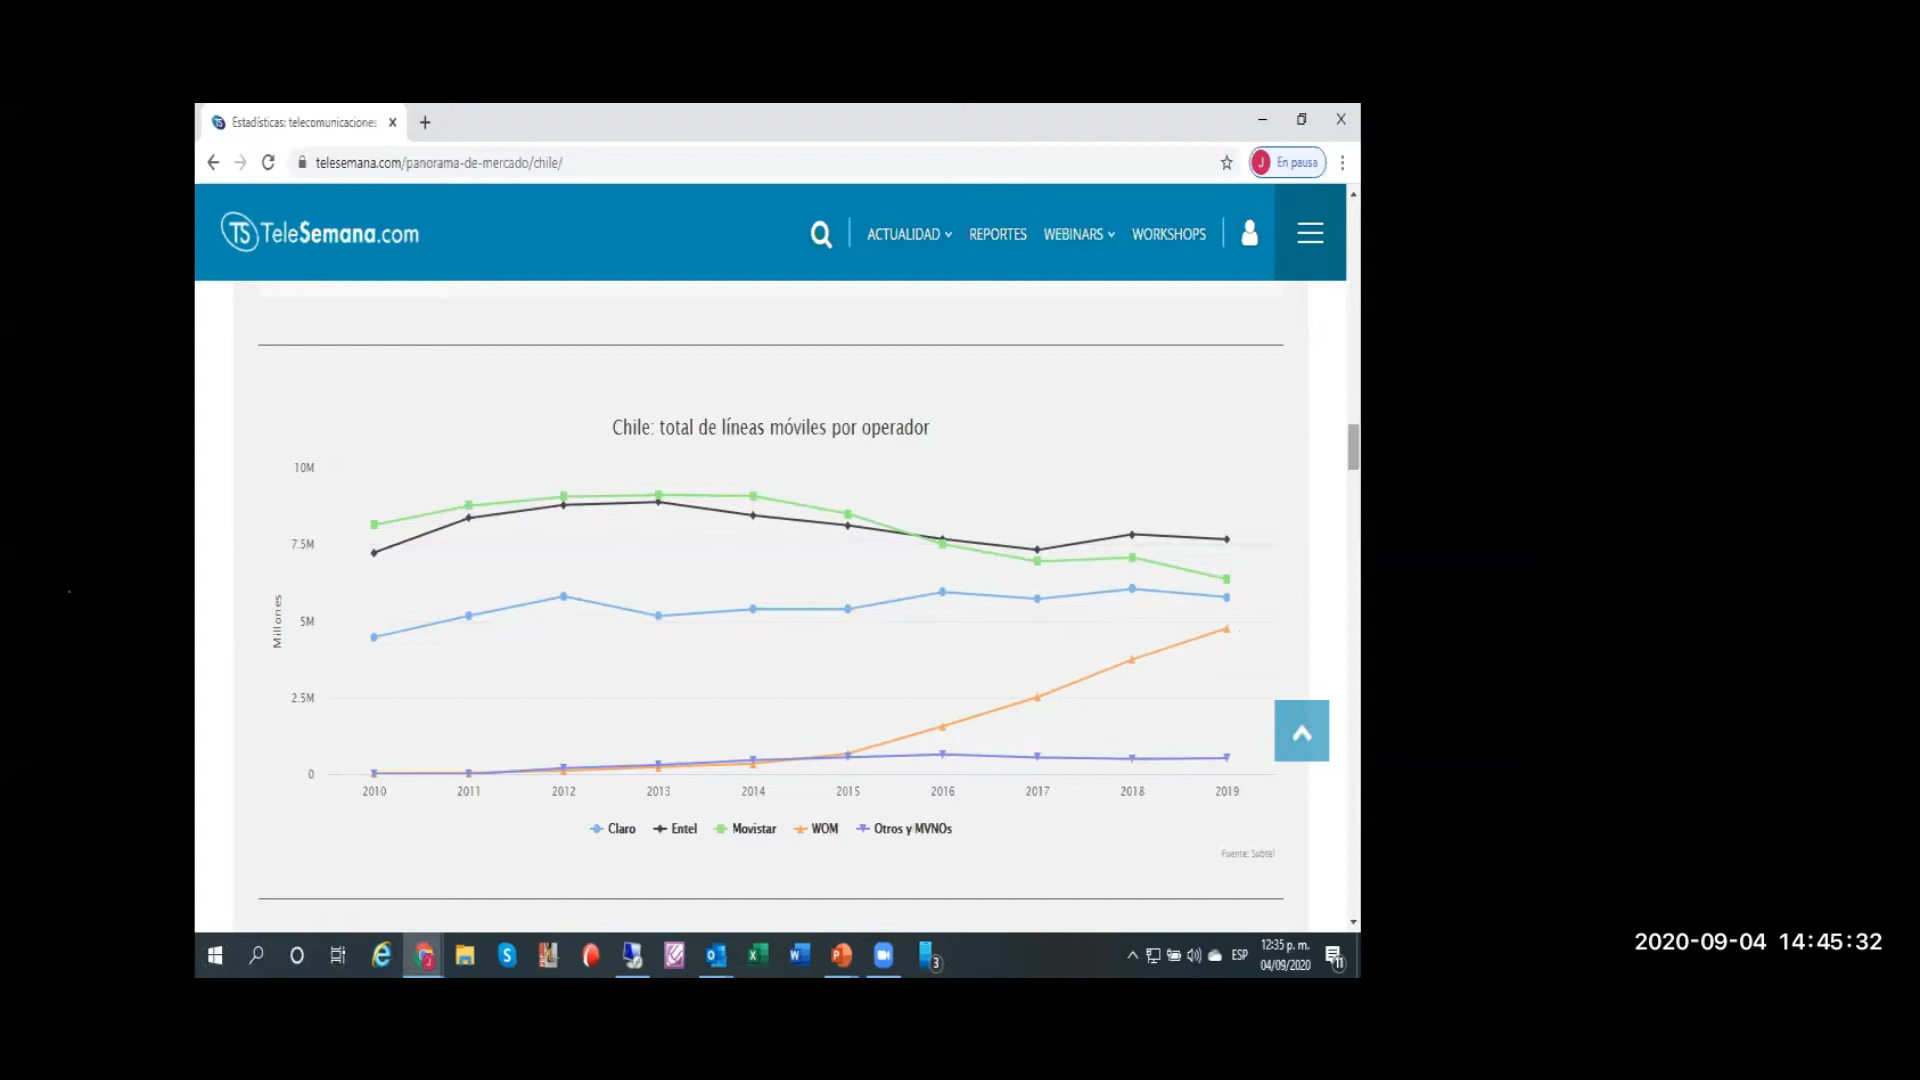 Estadísticas: telecomunicaciones
telesemana.com/panorama-de-mercado/chile/
J En pausa
TS TeleSemana.com
ACTUALIDAD REPORTES WEBINARS WORKSHOPS
Chile: total de líneas móviles por operador
10M
7.5M
5M
2.5M
0
Millones
2010 2011 2012 2013 2014 2015 2016 2017 2018 2019
Claro Entel Movistar WOM Otros y MVNOs
Fuente: Subtel
ESP
12:35 p. m.
04/09/2020
3
11
2020-09-04 14:45:32